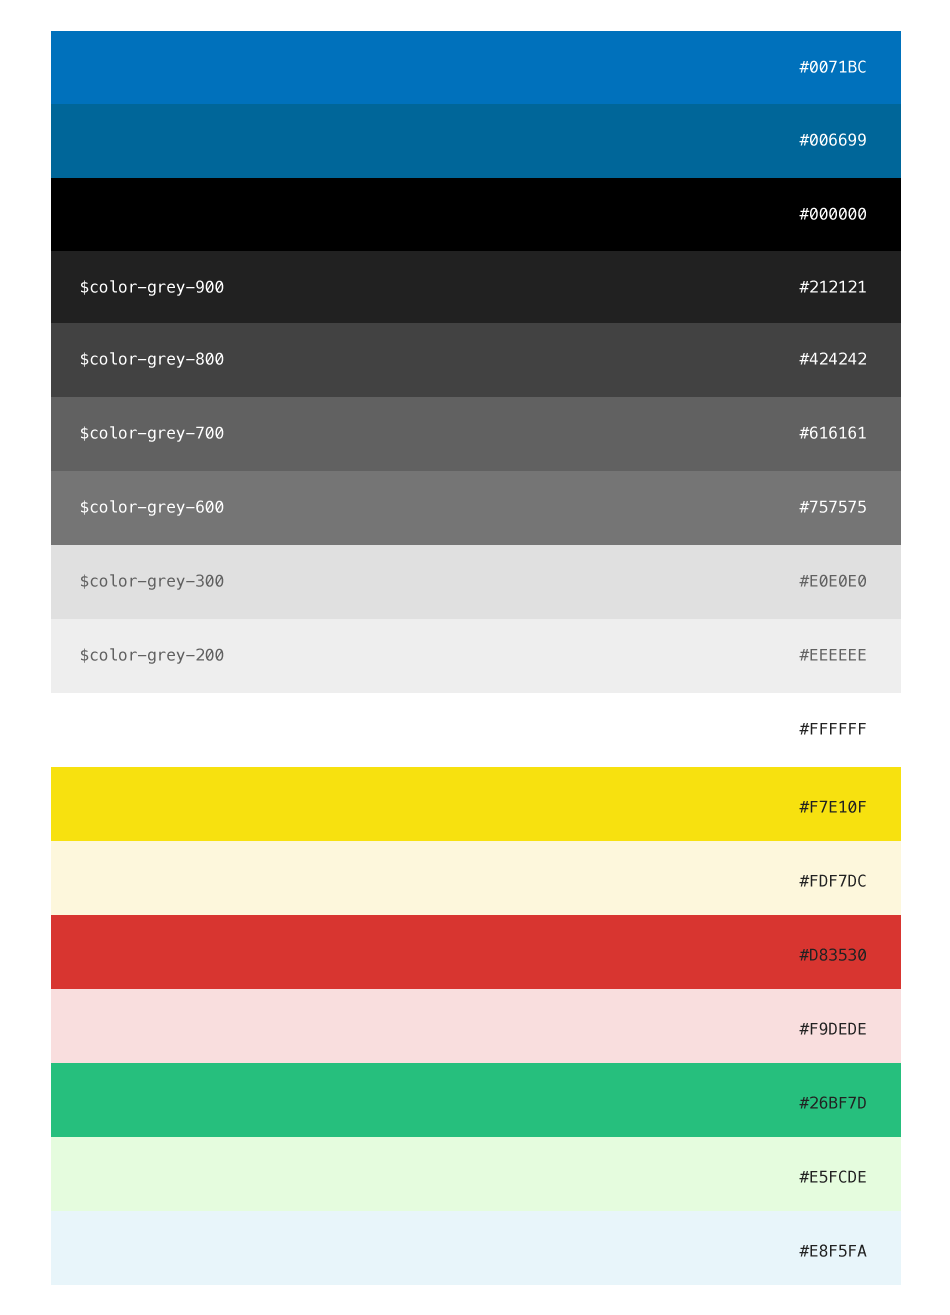 #0071BC
#006699
#000000
$color-grey-900 #212121
$color-grey-800 #424242
$color-grey-700 #616161
$color-grey-600 #757575
$color-grey-300 #E0E0E0
$color-grey-200 #EEEEEE
#FFFFFF
#F7E10F
#FDF7DC
#D83530
#F9DEDE
#26BF7D
#E5FCDE
#E8F5FA